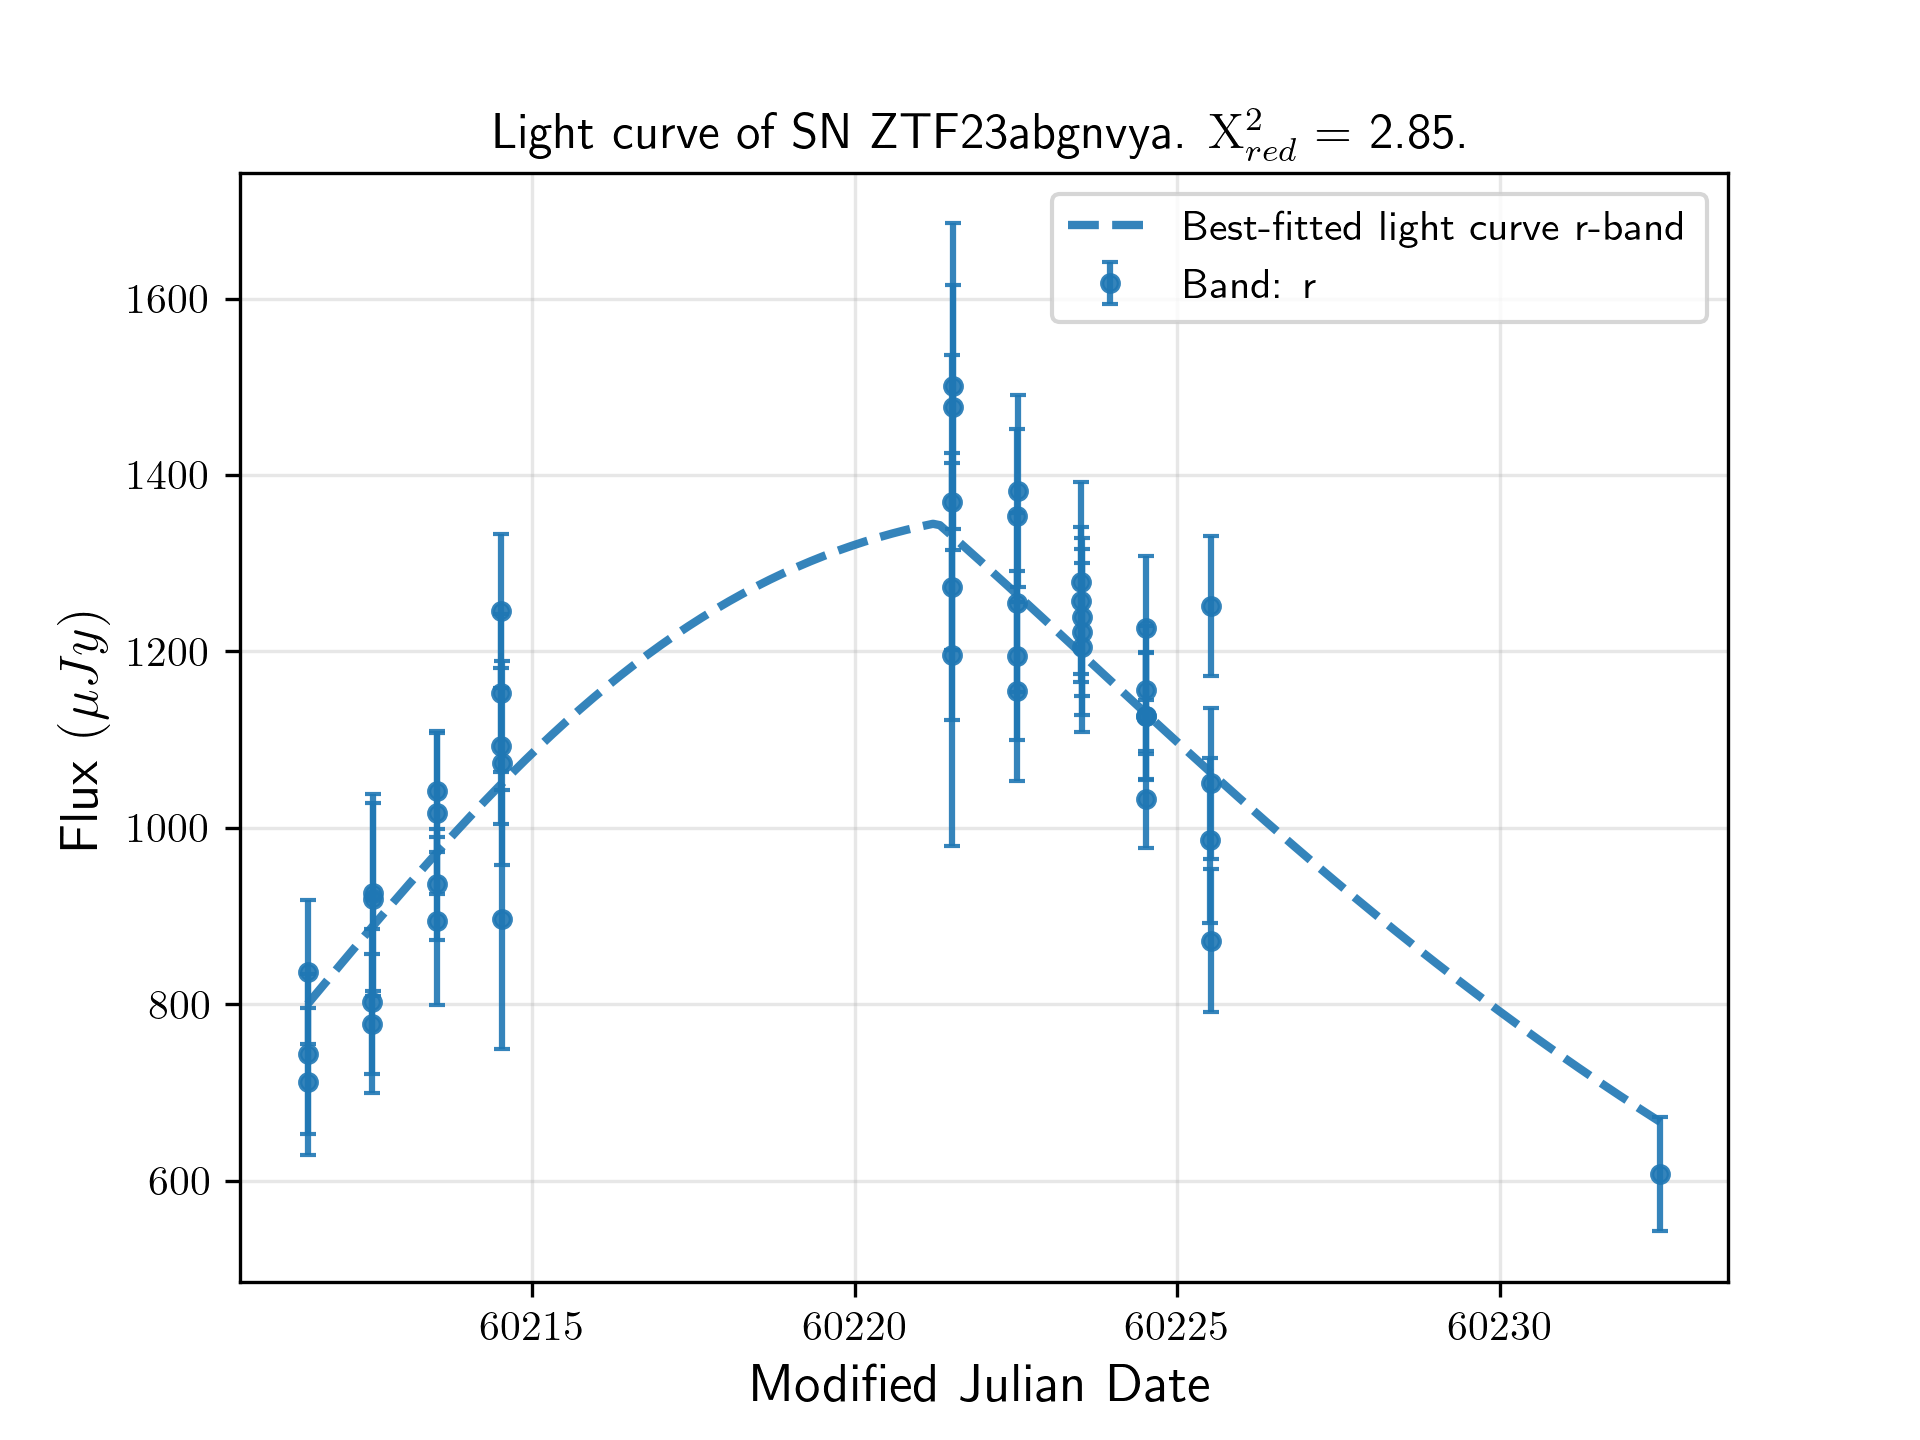 Light curve of SN ZTF23abgnvya. X²_red = 2.85.
Best-fitted light curve r-band
Band: r
1600
1400
1200
1000
800
600
Flux (μJy)
60215 60220 60225 60230
Modified Julian Date